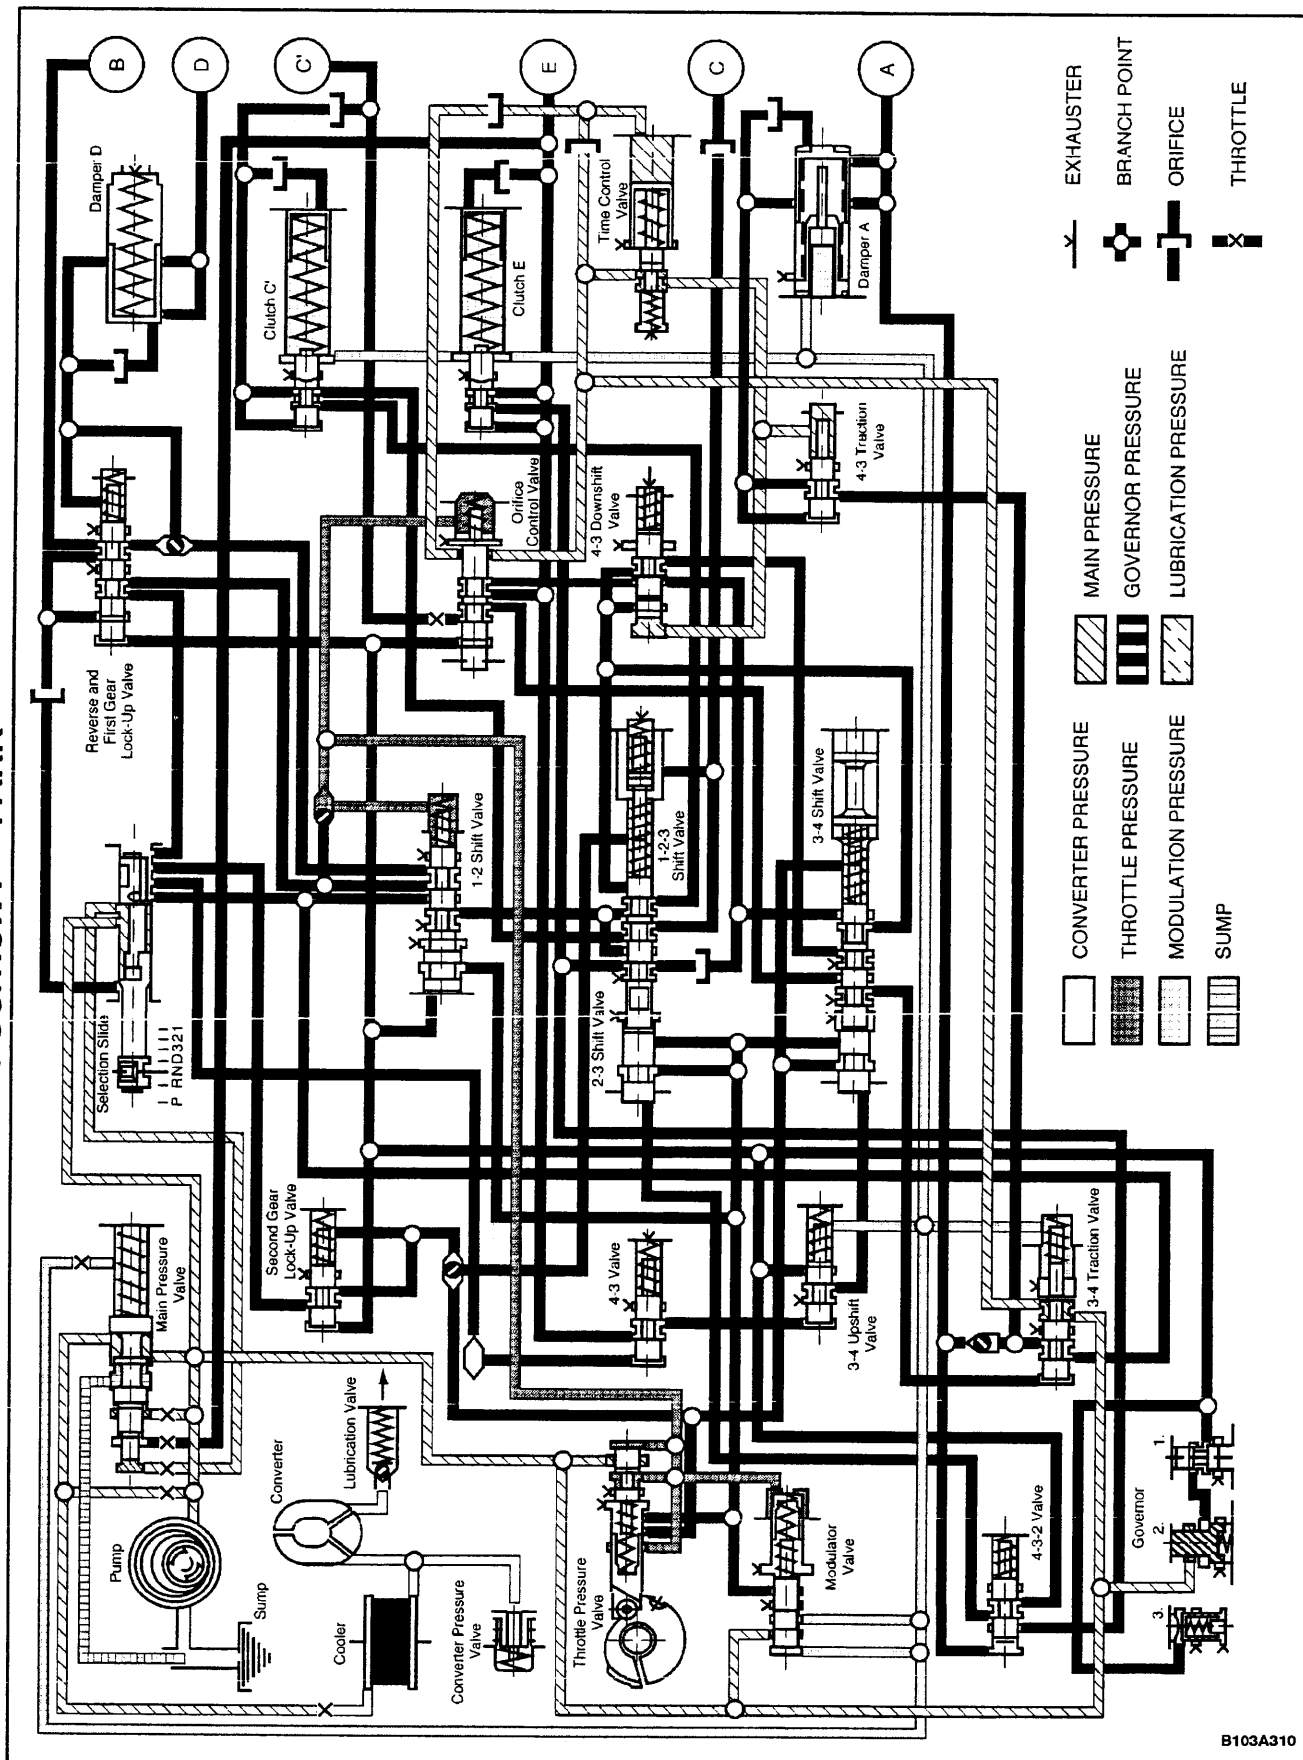 B
D
C'
E
C
A
Damper D
Clutch C'
Clutch E
Time Control
Valve
Damper A
EXHAUSTER
BRANCH POINT
ORIFICE
THROTTLE
Reverse and
First Gear
Lock-Up Valve
Orifice
Control Valve
4-3 Downshift
Valve
4-3 Traction
Valve
MAIN PRESSURE
GOVERNOR PRESSURE
LUBRICATION PRESSURE
Selection Slide
P RND321
1-2 Shift Valve
1-2-3
Shift Valve
2-3 Shift Valve
3-4 Shift Valve
CONVERTER PRESSURE
THROTTLE PRESSURE
MODULATION PRESSURE
SUMP
Main Pressure
Valve
Second Gear
Lock-Up Valve
4-3 Valve
3-4 Upshift
Valve
3-4 Traction Valve
Pump
Sump
Converter
Lubrication Valve
Cooler
Converter Pressure
Valve
Throttle Pressure
Valve
Modulator
Valve
4-3-2 Valve
Governor
1.
2.
3.
B103A310